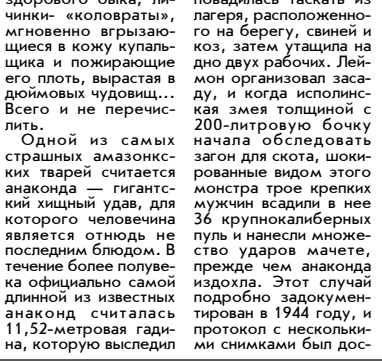 здорового быка, ли-
чинки- «коловраты»,
мгновенно вгрызаю-
щиеся в кожу купаль-
щика и пожирающие
его плоть, вырастая в
дюймовых чудовищ...
Всего и не перечис-
лить.
Одной из самых
страшных амазонкс-
ких тварей считается
анаконда — гигантс-
кий хищный удав, для
которого человечина
является отнюдь не
последним блюдом. В
течение более полуве-
ка официально самой
длинной из известных
анаконд считалась
11,52-метровая гади-
на, которую выследил
повадилась таскать из
лагеря, расположенно-
го на берегу, свиней и
коз, затем утащила на
дно двух рабочих. Лей-
мон организовал заса-
ду, и когда исполинс-
кая змея толщиной с
200-литровую бочку
начала обследовать
загон для скота, шоки-
рованные видом этого
монстра трое крепких
мужчин всадили в нее
36 крупнокалиберных
пуль и нанесли множе-
ство ударов мачете,
прежде чем анаконда
издохла. Этот случай
подробно задокумен-
тирован в 1944 году, и
протокол с нескольки-
ми снимками был дос-